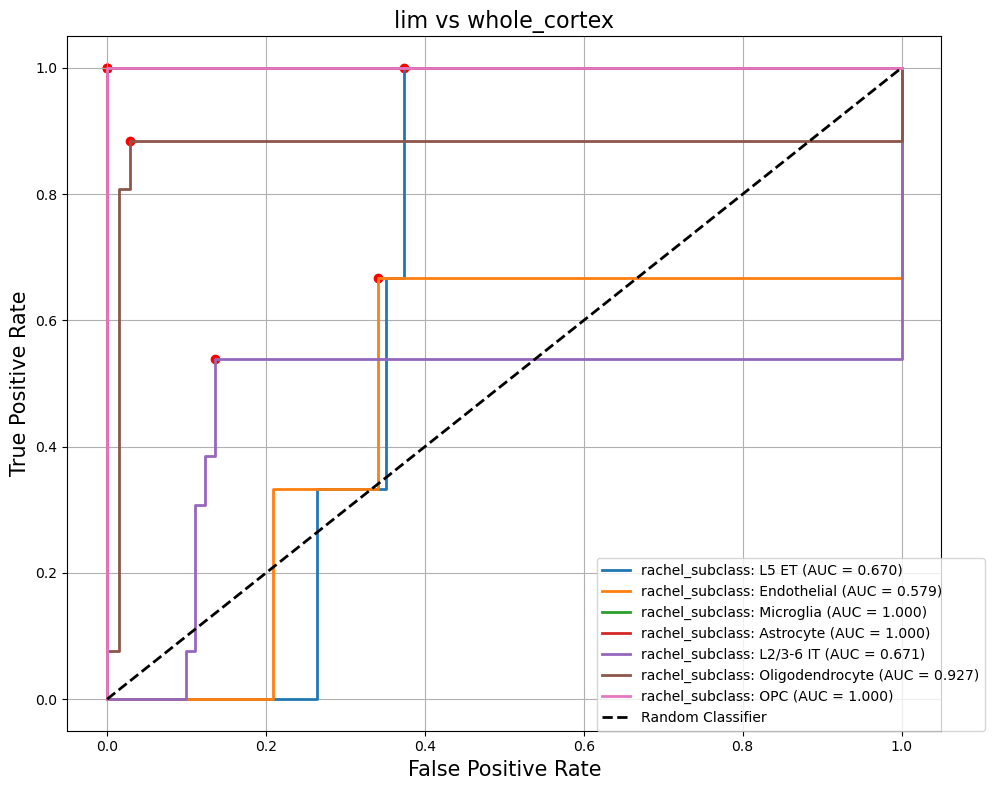 lim vs whole_cortex
True Positive Rate
1.0
0.8
0.6
0.4
0.2
0.0
rachel_subclass: L5 ET (AUC = 0.670)
rachel_subclass: Endothelial (AUC = 0.579)
rachel_subclass: Microglia (AUC = 1.000)
rachel_subclass: Astrocyte (AUC = 1.000)
rachel_subclass: L2/3-6 IT (AUC = 0.671)
rachel_subclass: Oligodendrocyte (AUC = 0.927)
rachel_subclass: OPC (AUC = 1.000)
Random Classifier
0.0 0.2 0.4 0.6 0.8 1.0
False Positive Rate